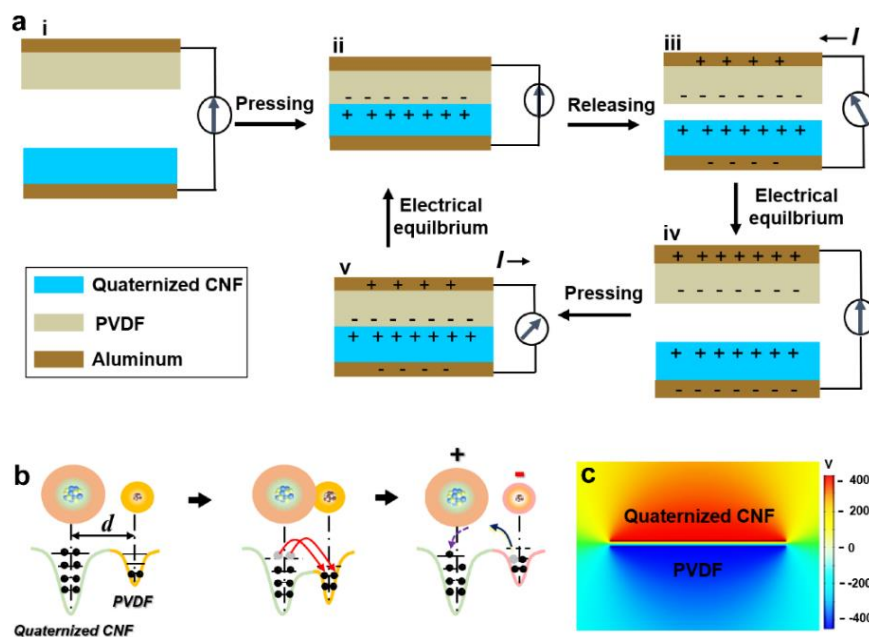 a
i
ii
iii
I
Pressing
Releasing
- - - - - - -
+ + + + + + +
+ + + +
- - - - - - -
+ + + + + + +
- - - -
Electrical
equilbrium
Electrical
equilbrium
iv
v
I
Pressing
+ + + +
- - - - - - -
+ + + + + + +
- - - -
+ + + + + + +
- - - - - - -
+ + + + + + +
- - - - - - -
Quaternized CNF
PVDF
Aluminum
b
d
PVDF
Quaternized CNF
+
-
c
V
Quaternized CNF
PVDF
- 400
- 200
- 0
- -200
- -400